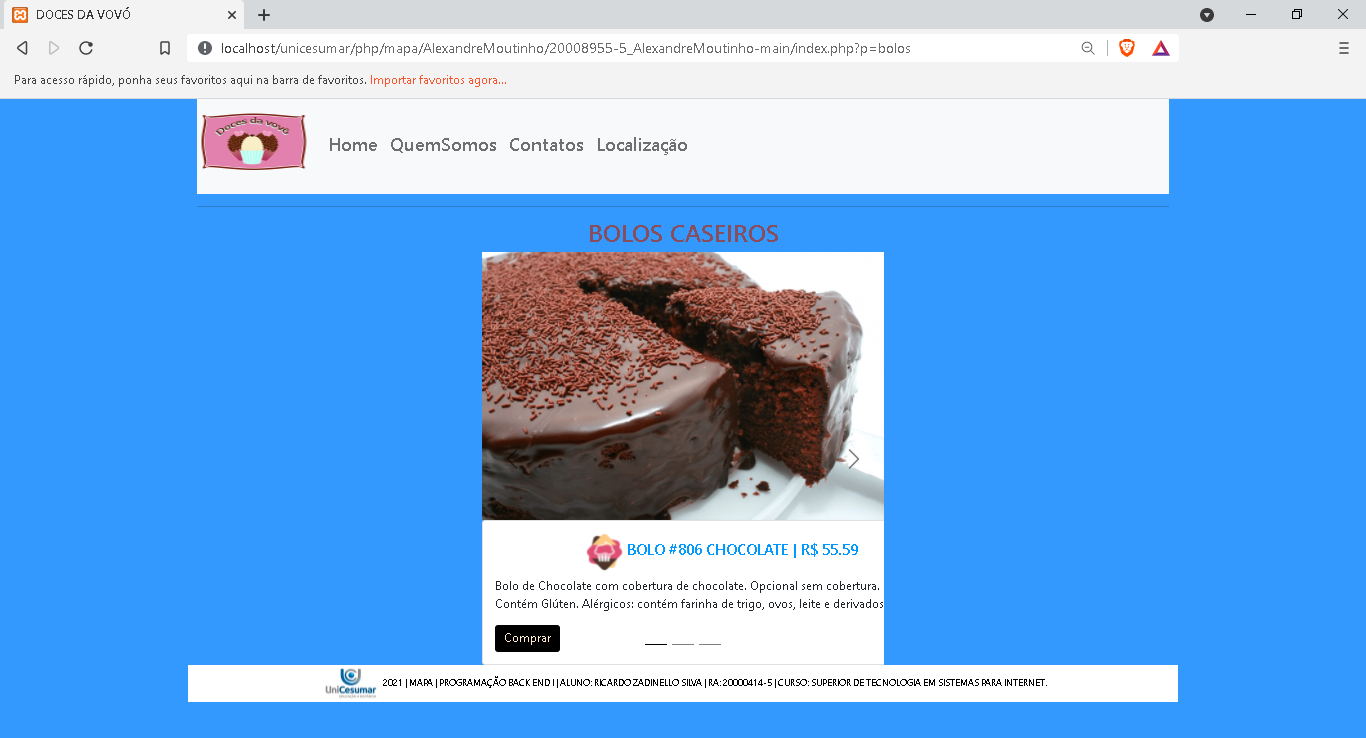 DOCES DA VOVÓ
localhost/unicesumar/php/mapa/AlexandreMoutinho/20008955-5_AlexandreMoutinho-main/index.php?p=bolos
Para acesso rápido, ponha seus favoritos aqui na barra de favoritos. Importar favoritos agora...
Doces da vovó
Home QuemSomos Contatos Localização
BOLOS CASEIROS
BOLO #806 CHOCOLATE | R$ 55.59
Bolo de Chocolate com cobertura de chocolate. Opcional sem cobertura.
Contém Glúten. Alérgicos: contém farinha de trigo, ovos, leite e derivados
Comprar
UniCesumar
2021 | MAPA | PROGRAMAÇÃO BACK END I | ALUNO: RICARDO ZADINELLO SILVA | RA: 20000414-5 | CURSO: SUPERIOR DE TECNOLOGIA EM SISTEMAS PARA INTERNET.